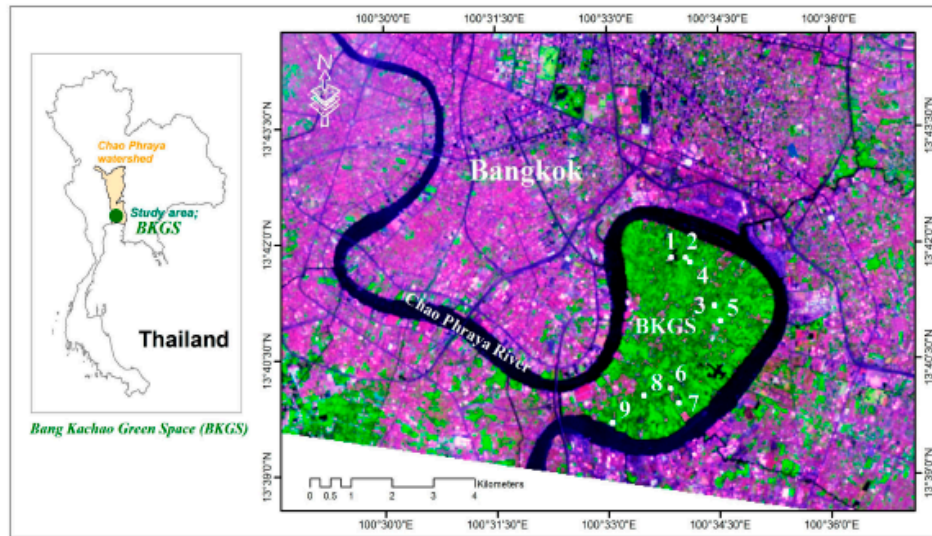 Chao Phraya
watershed
Study area;
BKGS
Thailand
Bang Kachao Green Space (BKGS)
100°30'0"E
100°31'30"E
100°33'0"E
100°34'30"E
100°36'0"E
13°43'30"N
13°42'0"N
13°40'30"N
13°39'0"N
N
Bangkok
Chao Phraya River
BKGS
1
2
4
3
5
8
6
7
9
0
0.5
1
2
3
4
Kilometers
13°43'30"N
13°42'0"N
13°40'30"N
13°39'0"N
100°30'0"E
100°31'30"E
100°33'0"E
100°34'30"E
100°36'0"E